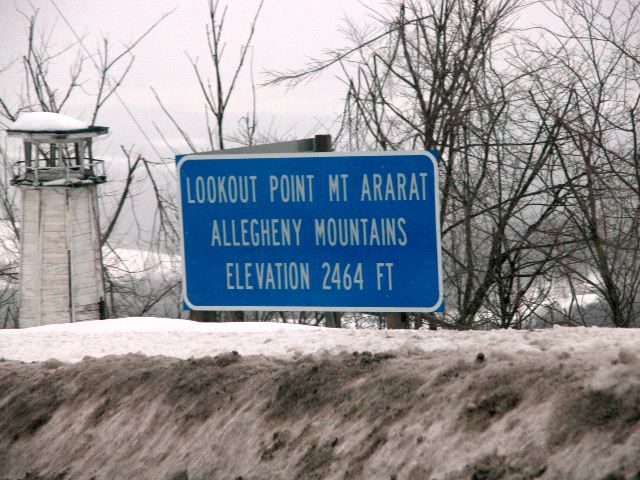 LOOKOUT POINT MT ARARAT
ALLEGHENY MOUNTAINS
ELEVATION 2464 FT